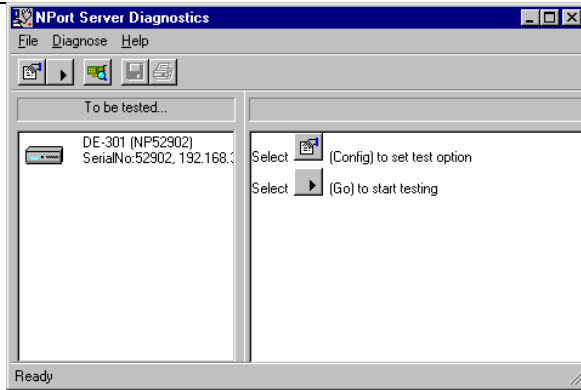 NPort Server Diagnostics
File Diagnose Help
To be tested...
DE-301 (NP52902)
SerialNo:52902, 192.168.
Select (Config) to set test option
Select (Go) to start testing
Ready